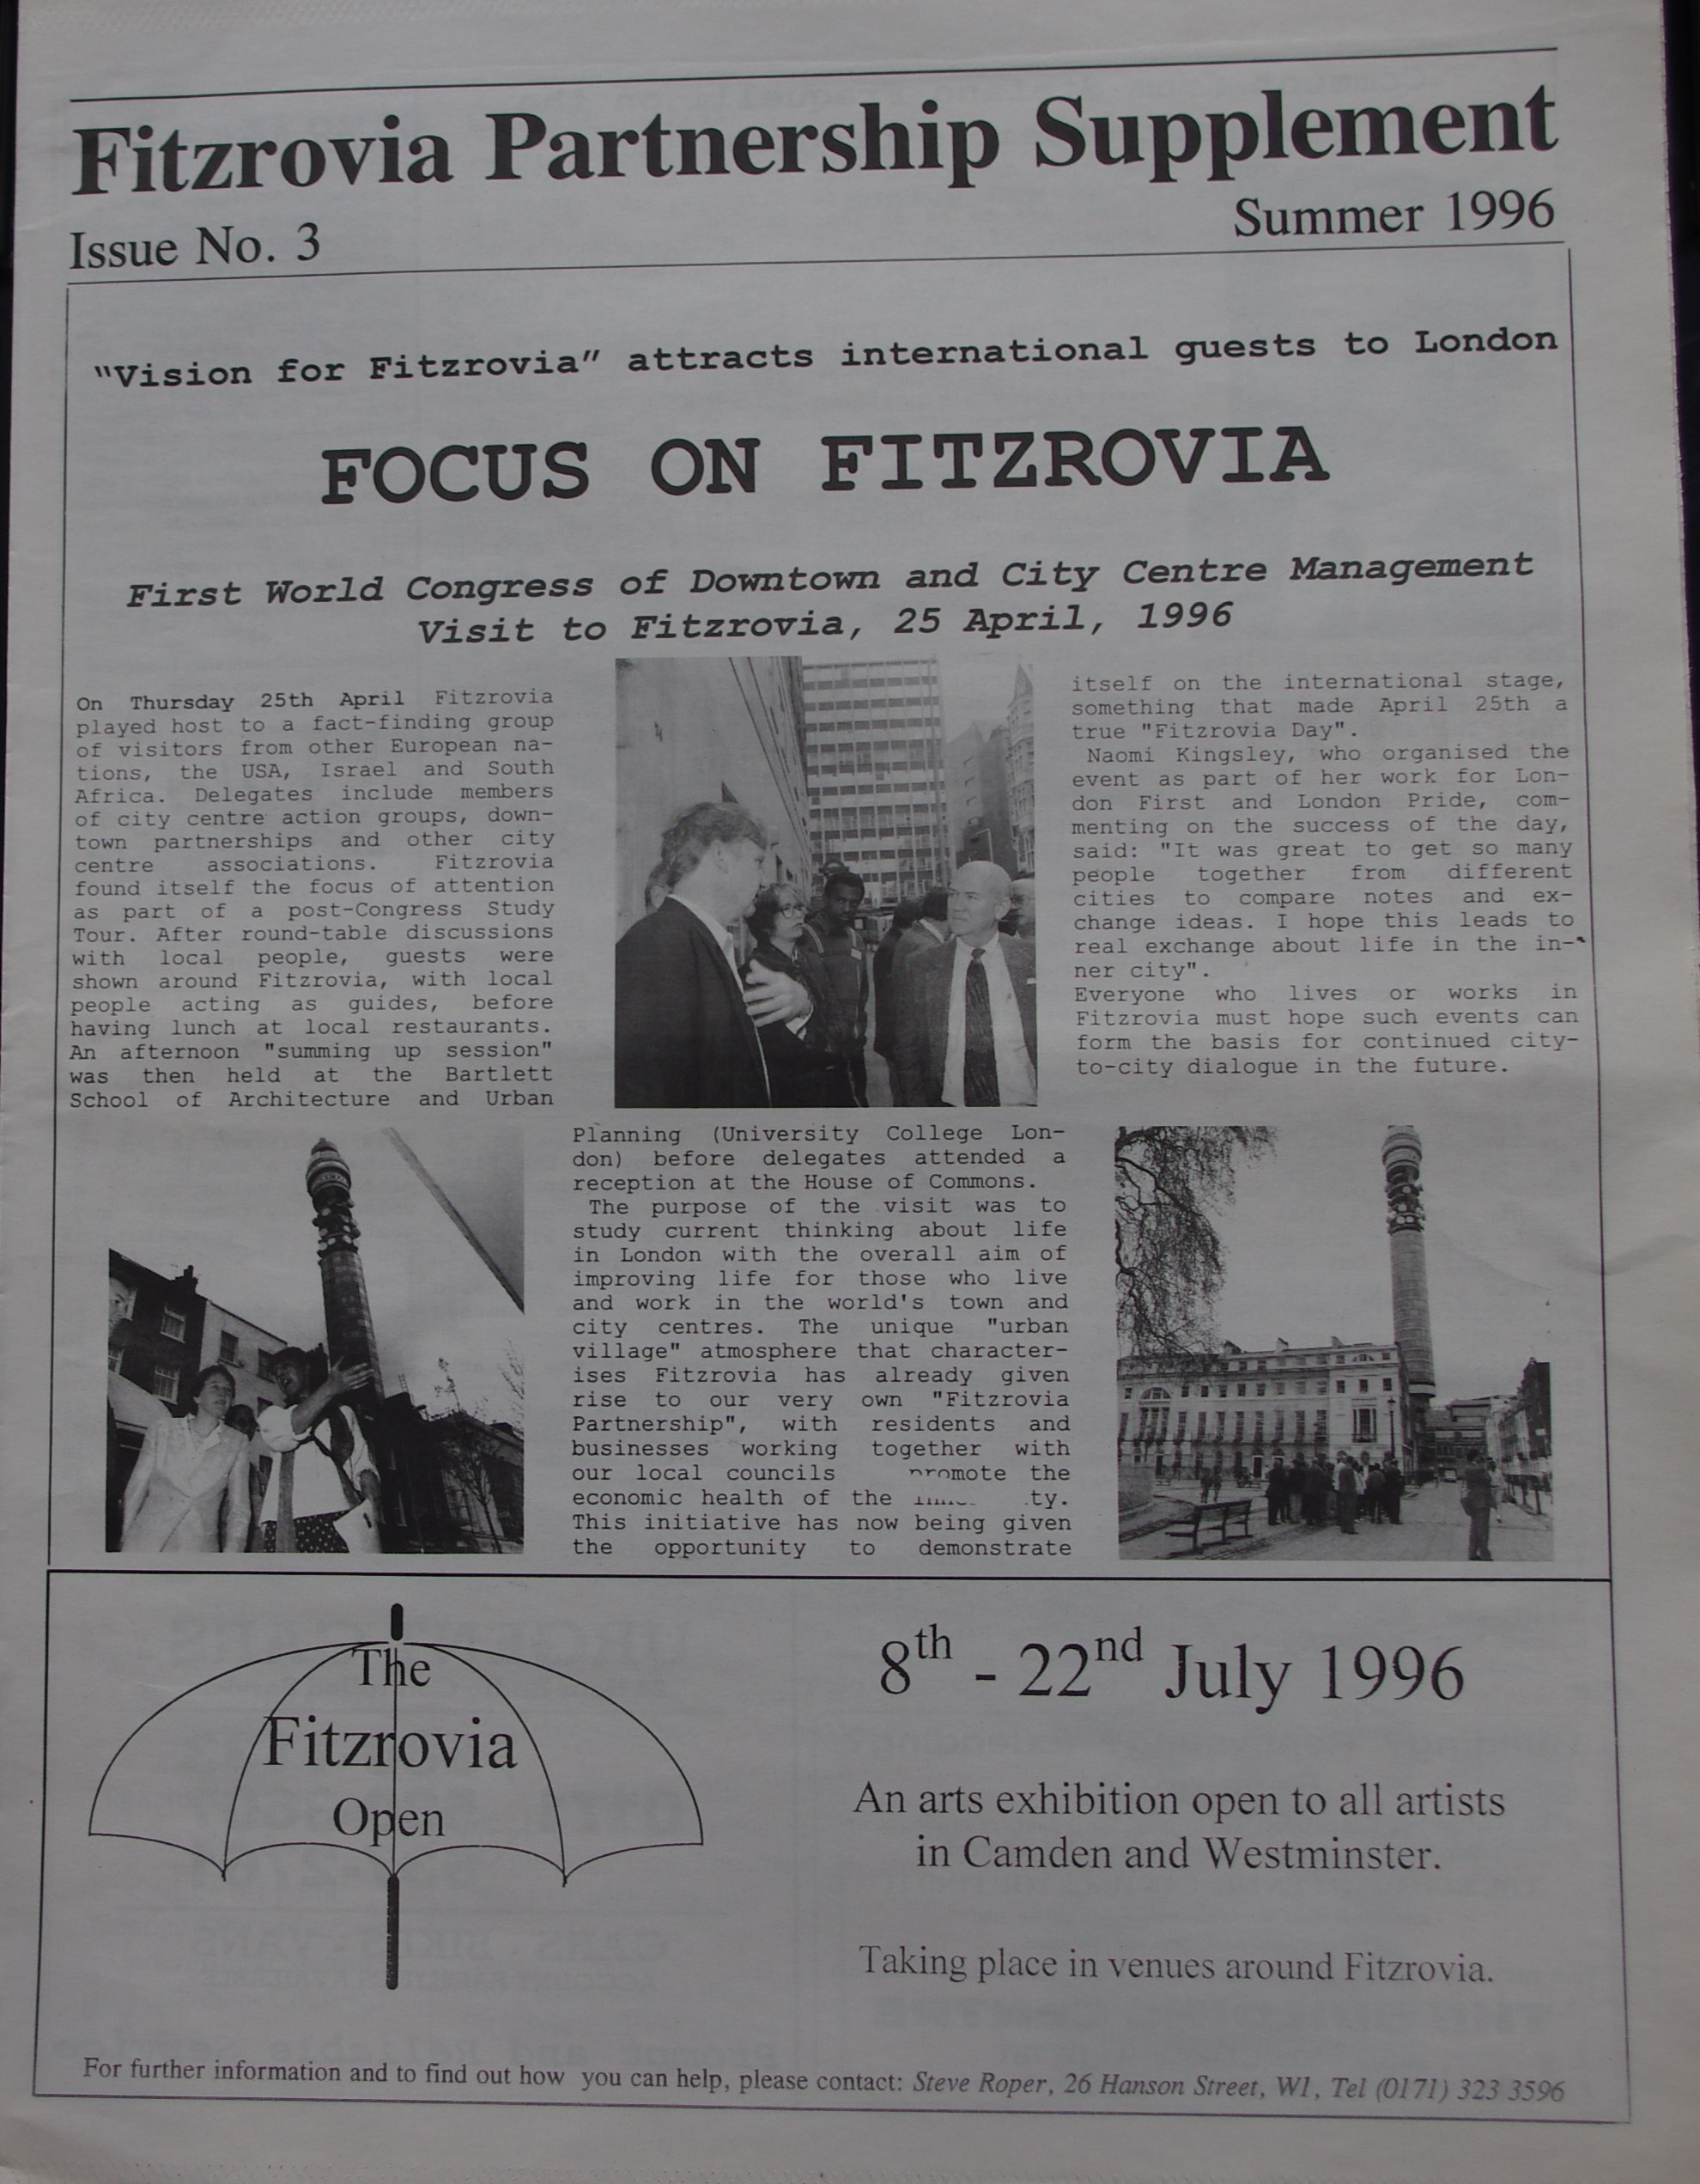 Fitzrovia Partnership Supplement
Issue No. 3
Summer 1996
"Vision for Fitzrovia" attracts international guests to London
FOCUS ON FITZROVIA
First World Congress of Downtown and City Centre Management
Visit to Fitzrovia, 25 April, 1996
On Thursday 25th April Fitzrovia
played host to a fact-finding group
of visitors from other European na-
tions, the USA, Israel and South
Africa. Delegates include members
of city centre action groups, down-
town partnerships and other city
centre associations. Fitzrovia
found itself the focus of attention
as part of a post-Congress Study
Tour. After round-table discussions
with local people, guests were
shown around Fitzrovia, with local
people acting as guides, before
having lunch at local restaurants.
An afternoon "summing up session"
was then held at the Bartlett
School of Architecture and Urban
Planning (University College Lon-
don) before delegates attended a
reception at the House of Commons.
The purpose of the visit was to
study current thinking about life
in London with the overall aim of
improving life for those who live
and work in the world's town and
city centres. The unique "urban
village" atmosphere that character-
ises Fitzrovia has already given
rise to our very own "Fitzrovia
Partnership", with residents and
businesses working together with
our local councils promote the
economic health of the
This initiative has now being given
the opportunity to demonstrate
itself on the international stage,
something that made April 25th a
true "Fitzrovia Day".
Naomi Kingsley, who organised the
event as part of her work for Lon-
don First and London Pride, com-
menting on the success of the day,
said: "It was great to get so many
people together from different
cities to compare notes and ex-
change ideas. I hope this leads to
real exchange about life in the in-
ner city".
Everyone who lives or works in
Fitzrovia must hope such events can
form the basis for continued city-
to-city dialogue in the future.
The
Fitzrovia
Open
8th - 22nd July 1996
An arts exhibition open to all artists
in Camden and Westminster.
Taking place in venues around Fitzrovia.
For further information and to find out how you can help, please contact: Steve Roper, 26 Hanson Street, W1, Tel (0171) 323 3596